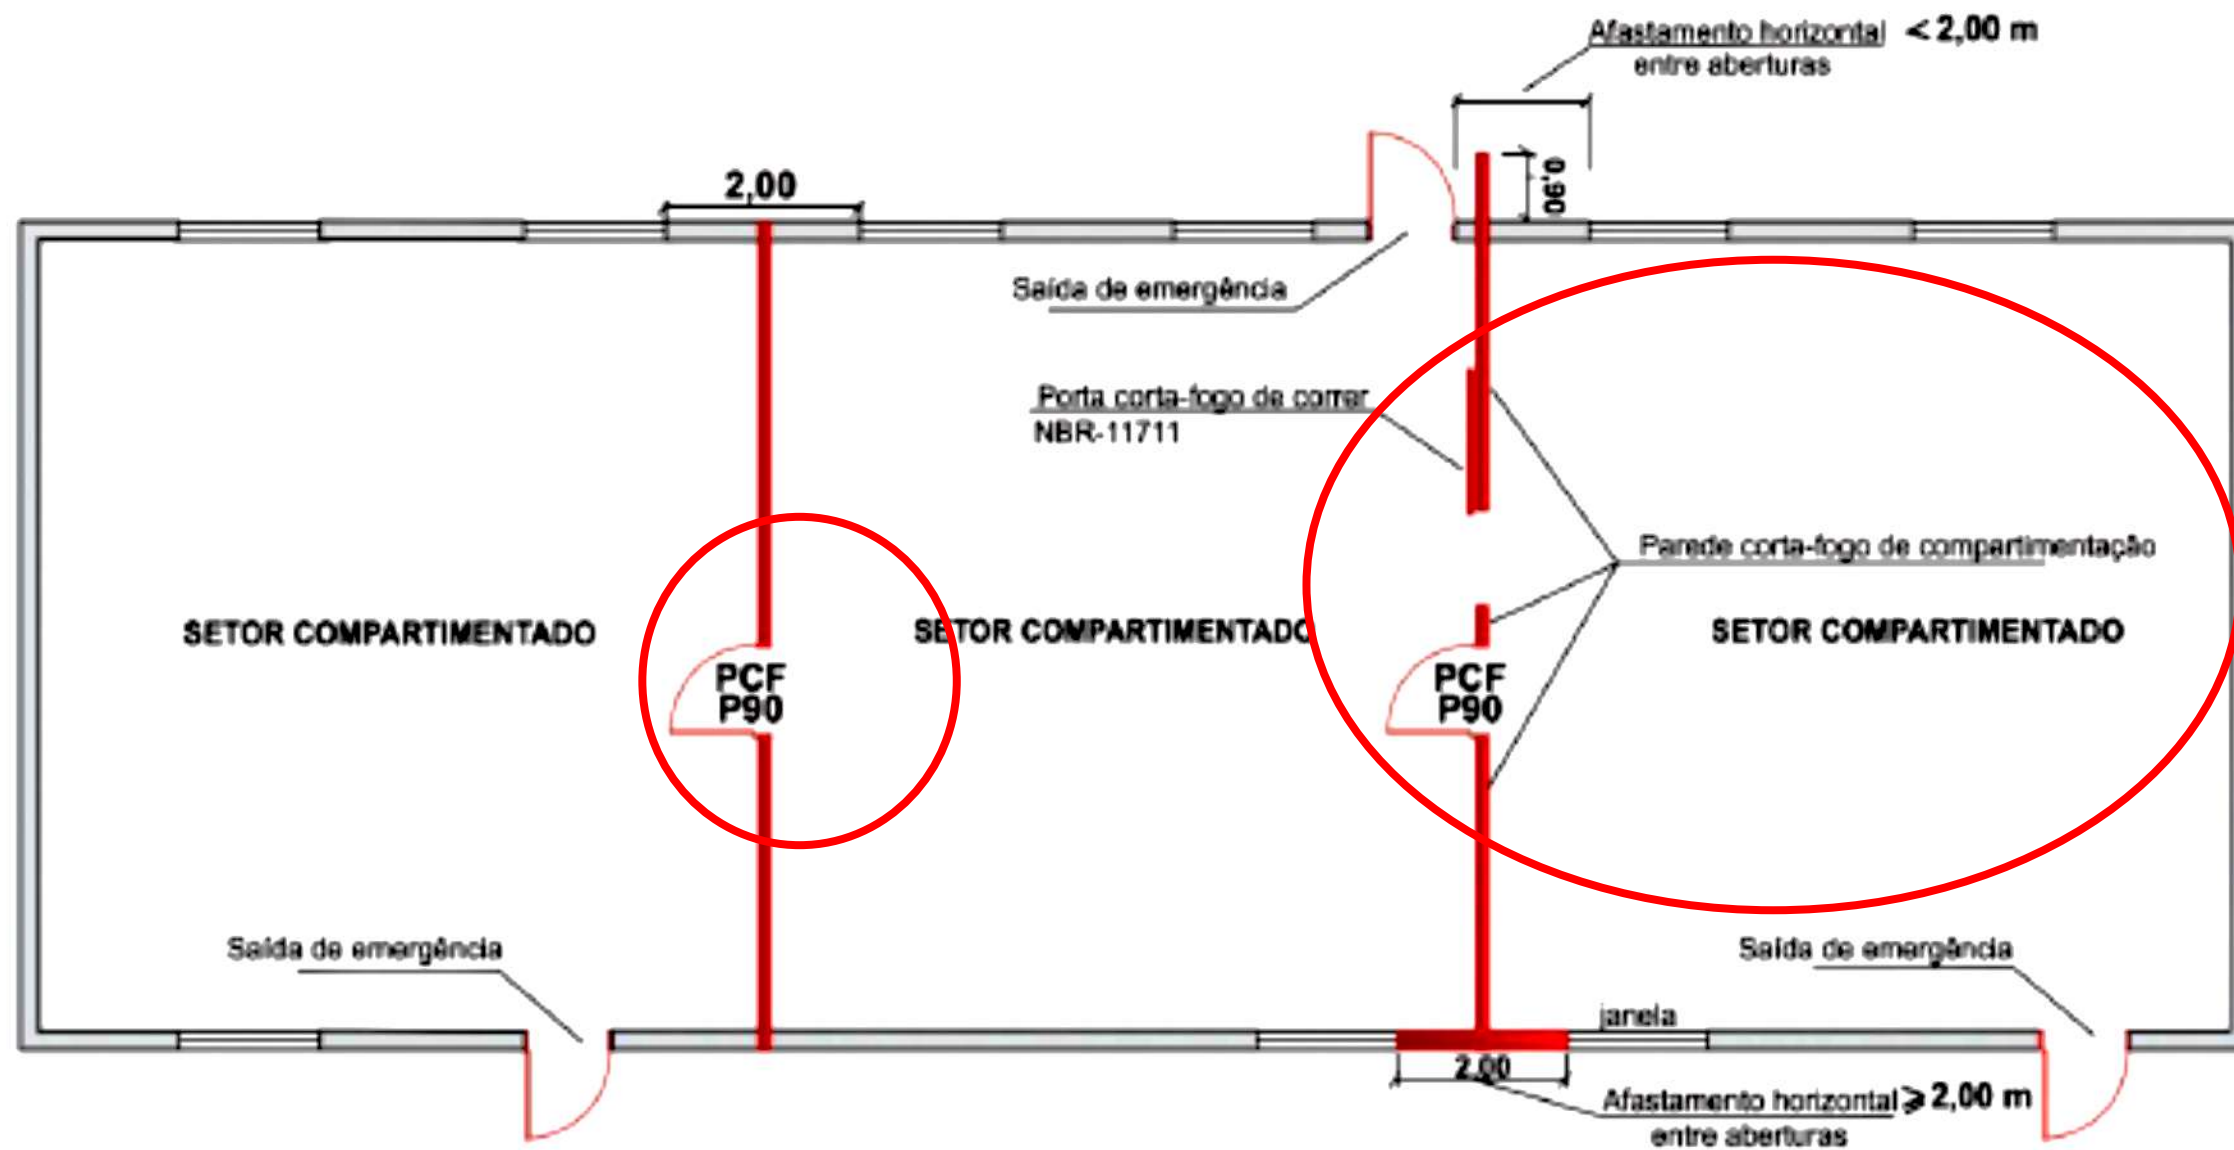 Afastamento horizontal < 2,00 m
entre aberturas
2,00
0,90
Saída de emergência
Porta corta-fogo de correr
NBR-11711
Parede corta-fogo de compartimentação
SETOR COMPARTIMENTADO
SETOR COMPARTIMENTADO
SETOR COMPARTIMENTADO
PCF
P90
PCF
P90
Saída de emergência
Saída de emergência
janela
2,00
Afastamento horizontal ⩾ 2,00 m
entre aberturas